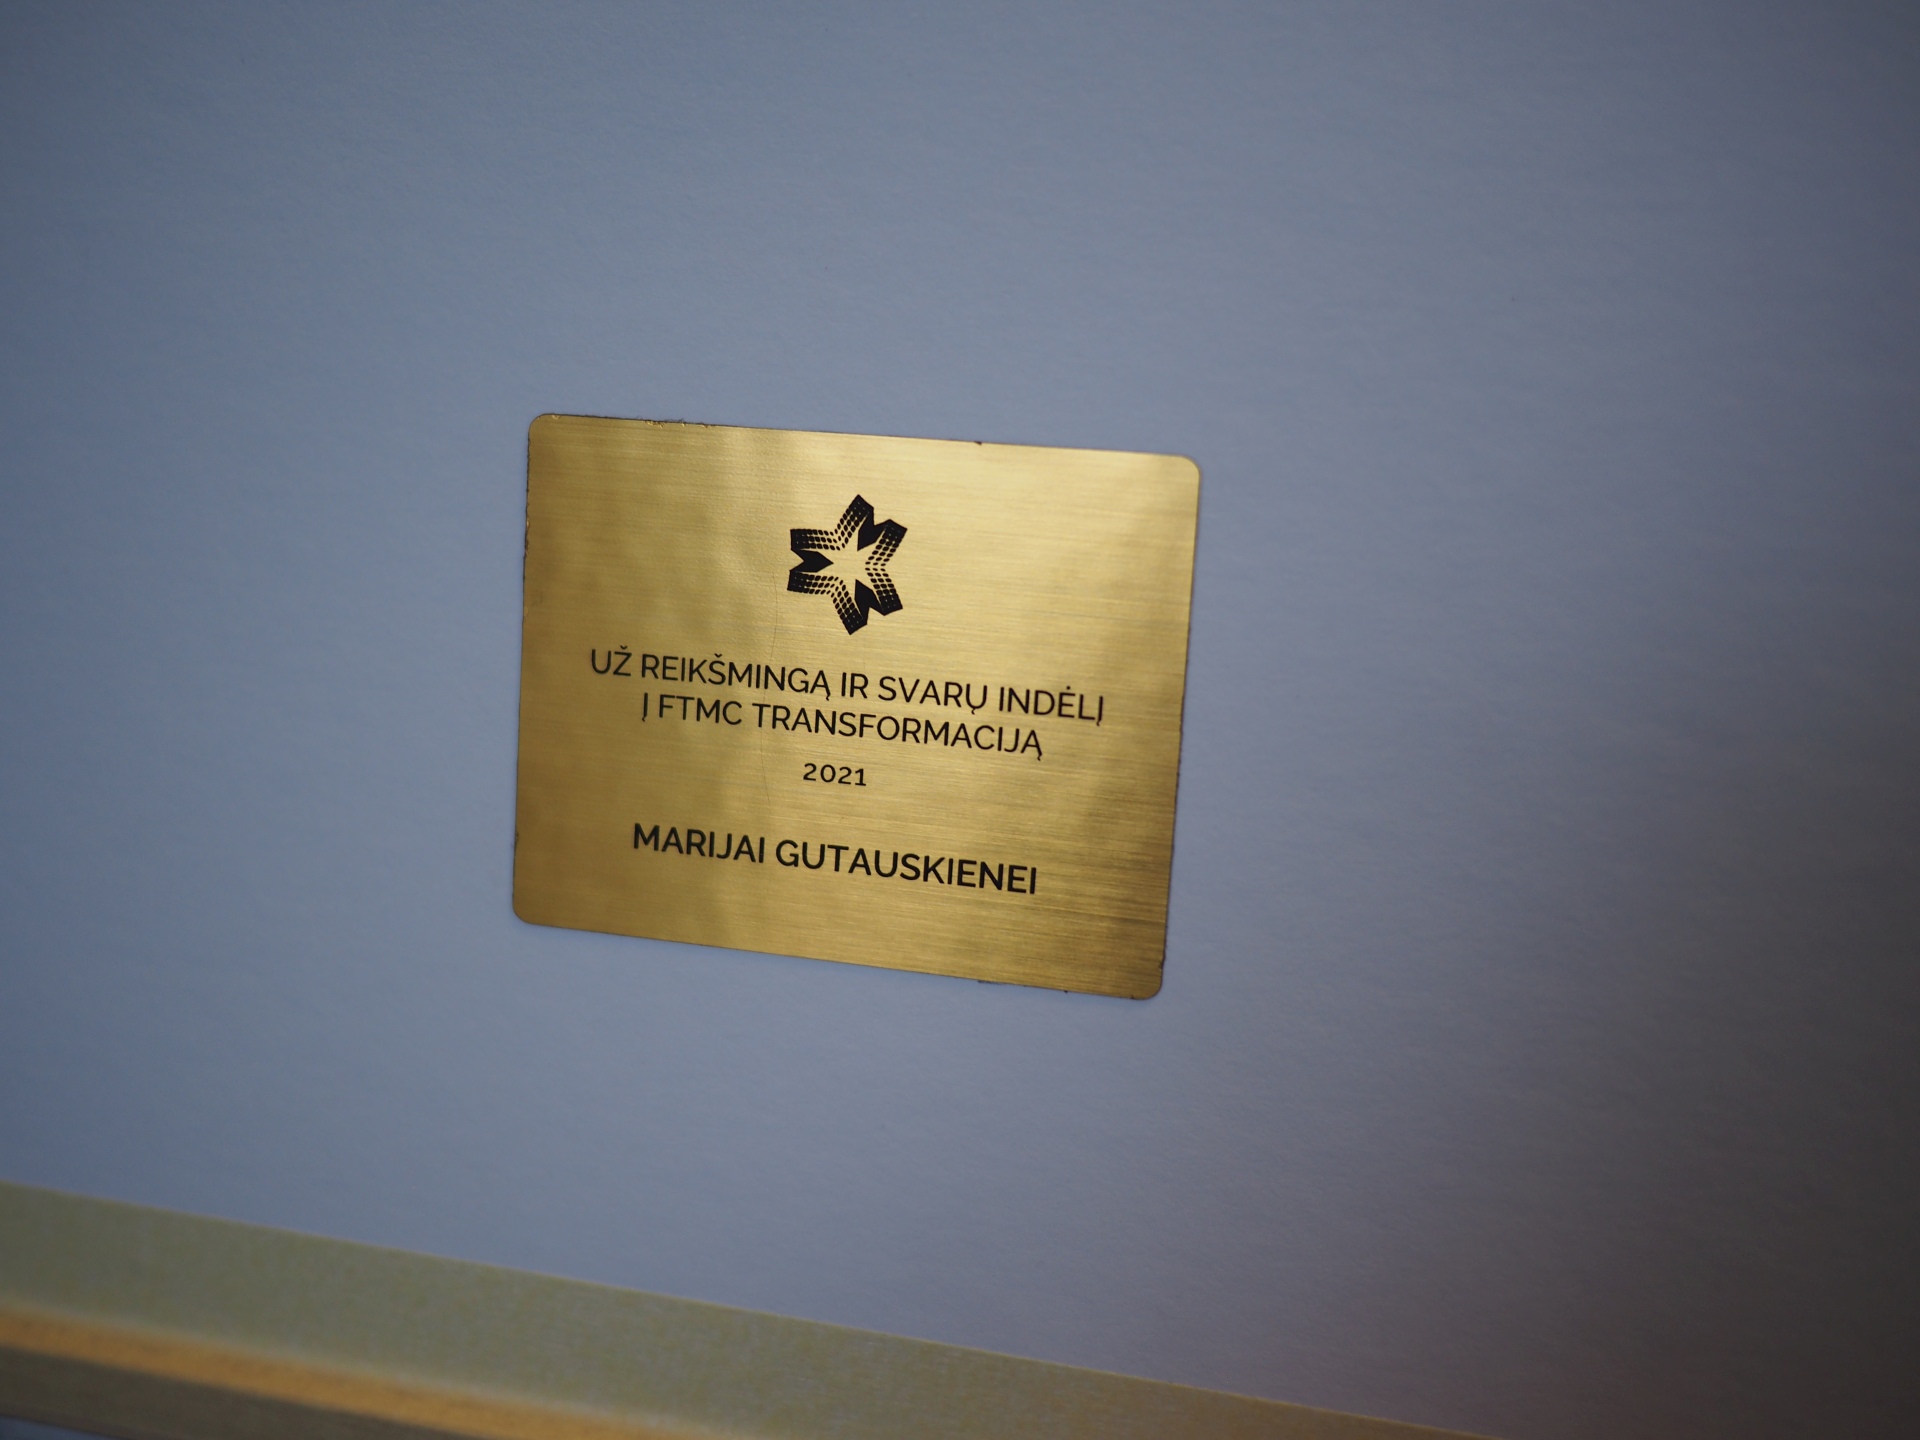 UŽ REIKŠMINGĄ IR SVARŲ INDĖLĮ
Į FTMC TRANSFORMACIJĄ
2021
MARIJAI GUTAUSKIENEI